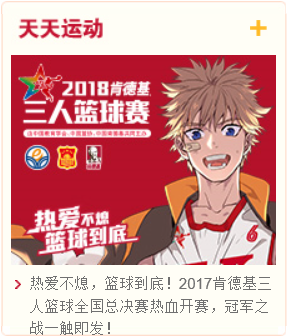 天天运动
2018肯德基
三人篮球赛
热爱不熄
篮球到底
6
热爱不熄，篮球到底！2017肯德基三
人篮球全国总决赛热血开赛，冠军之
战一触即发！